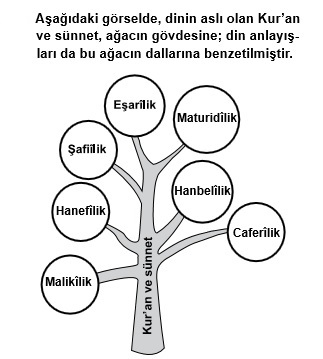 Aşağıdaki görselde, dinin aslı olan Kur'an
ve sünnet, ağacın gövdesine; din anlayış-
ları da bu ağacın dallarına benzetilmiştir.
Eşarîlik
Maturidîlik
Şafiîlik
Hanbelîlik
Hanefîlik
Caferîlik
Malikîlik
Kur'an ve sünnet